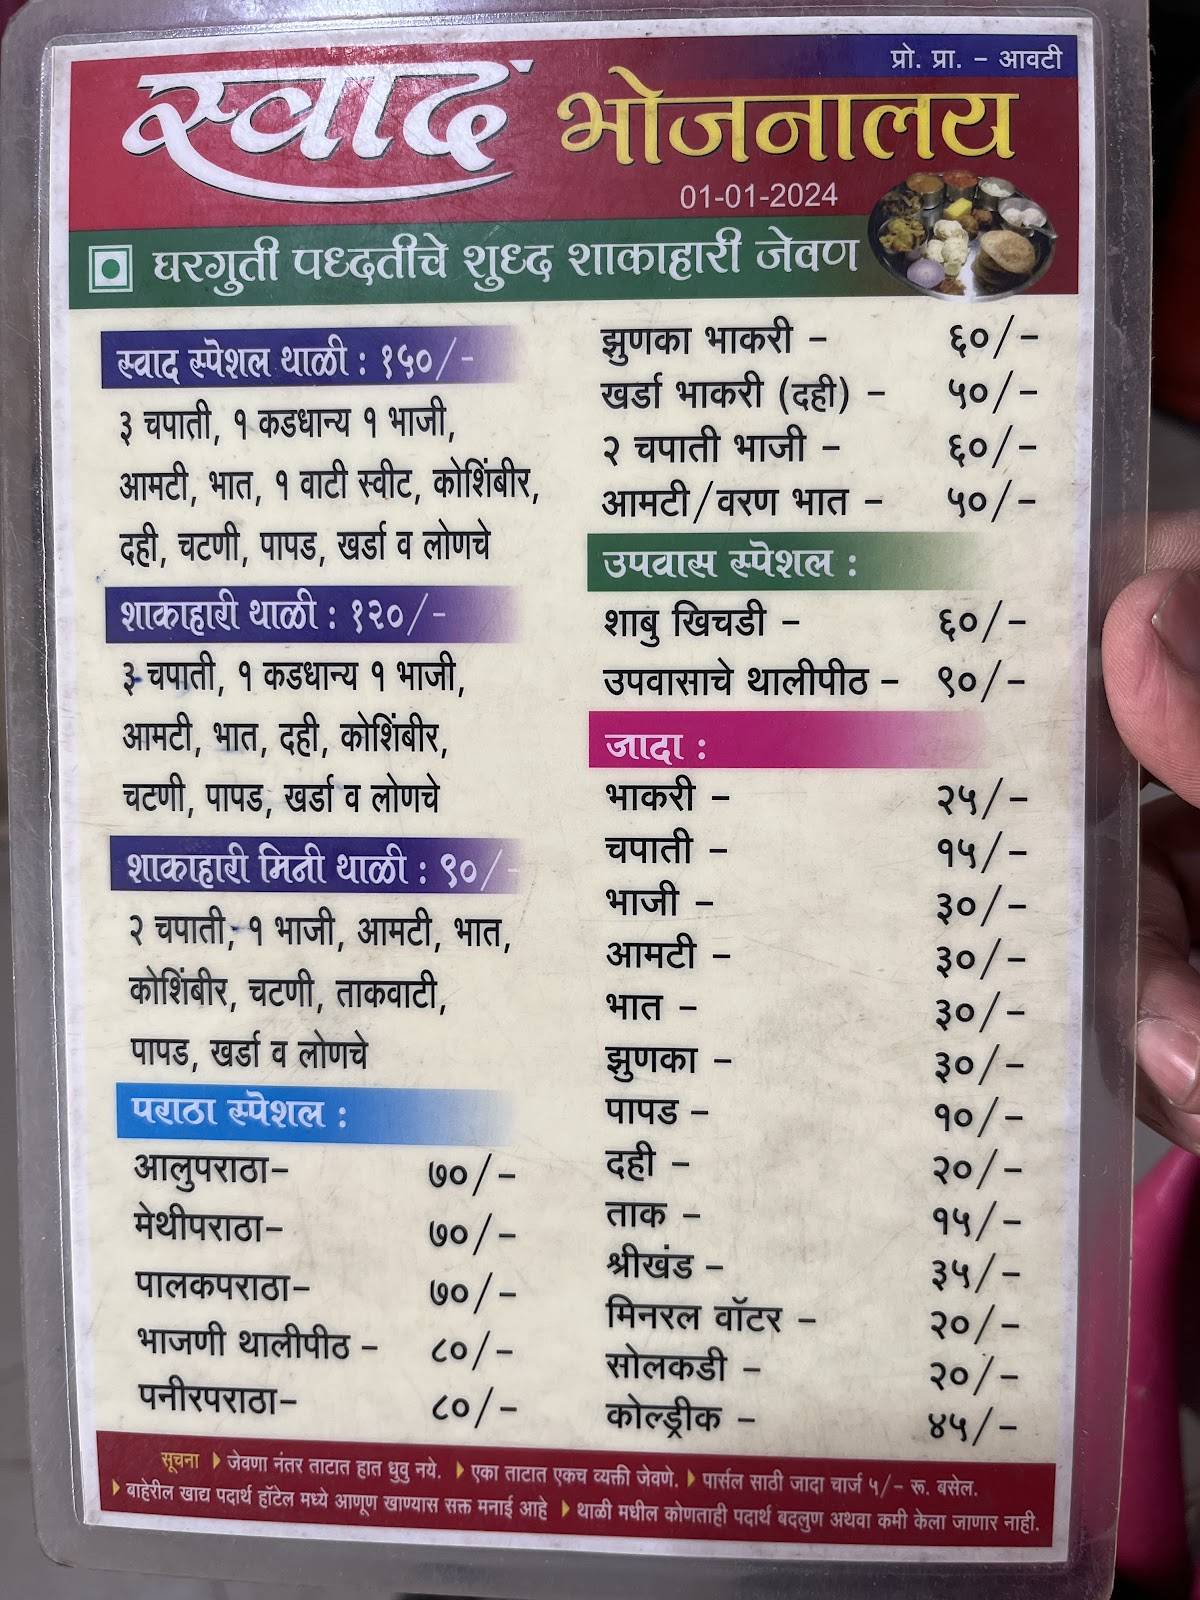 प्रो. प्रा. - आवटी
स्वाद भोजनालय
01-01-2024
घरगुती पध्दतीचे शुध्द शाकाहारी जेवण
स्वाद स्पेशल थाळी : १५०/-
३ चपाती, १ कडधान्य १ भाजी,
आमटी, भात, १ वाटी स्वीट, कोशिंबीर,
दही, चटणी, पापड, खर्डा व लोणचे
शाकाहारी थाळी : १२०/-
३ चपाती, १ कडधान्य १ भाजी,
आमटी, भात, दही, कोशिंबीर,
चटणी, पापड, खर्डा व लोणचे
शाकाहारी मिनी थाळी : ९०/-
२ चपाती, १ भाजी, आमटी, भात,
कोशिंबीर, चटणी, ताकवाटी,
पापड, खर्डा व लोणचे
पराठा स्पेशल :
आलुपराठा- ७०/-
मेथीपराठा- ७०/-
पालकपराठा- ७०/-
भाजणी थालीपीठ - ८०/-
पनीरपराठा- ८०/-
झुणका भाकरी - ६०/-
खर्डा भाकरी (दही) - ५०/-
२ चपाती भाजी - ६०/-
आमटी/वरण भात - ५०/-
उपवास स्पेशल :
शाबु खिचडी - ६०/-
उपवासाचे थालीपीठ - ९०/-
जादा :
भाकरी - २५/-
चपाती - १५/-
भाजी - ३०/-
आमटी - ३०/-
भात - ३०/-
झुणका - ३०/-
पापड - १०/-
दही - २०/-
ताक - १५/-
श्रीखंड - ३५/-
मिनरल वॉटर - २०/-
सोलकडी - २०/-
कोल्ड्रीक - ४५/-
सूचना जेवणा नंतर ताटात हात धुवु नये. एका ताटात एकच व्यक्ती जेवणे. पार्सल साठी जादा चार्ज ५/- रू. बसेल.
बाहेरील खाद्य पदार्थ हॉटेल मध्ये आणूण खाण्यास सक्त मनाई आहे थाळी मधील कोणताही पदार्थ बदलुण अथवा कमी केला जाणार नाही.